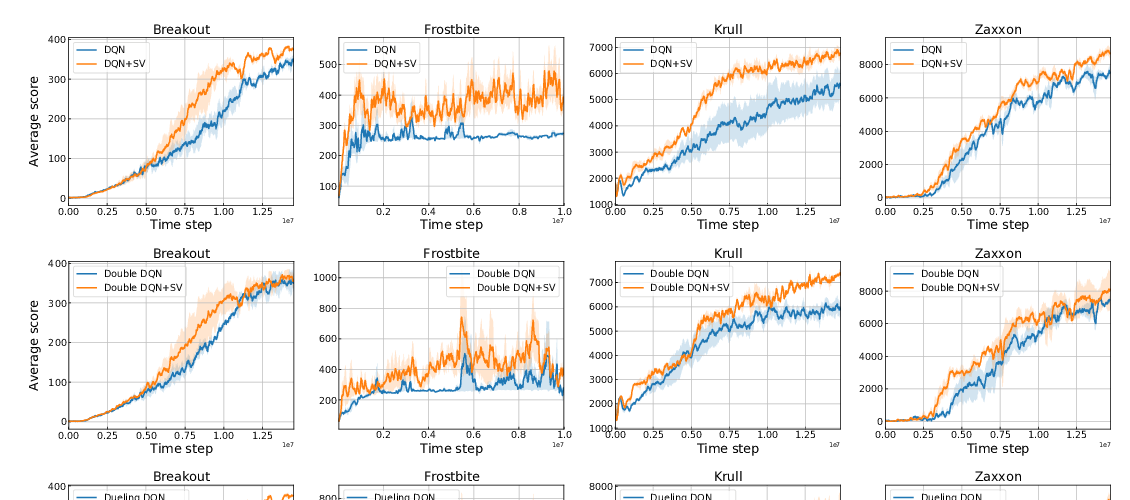 Breakout Frostbite Krull Zaxxon
DQN DQN DQN DQN
DQN+SV DQN+SV DQN+SV DQN+SV
Average score
400 300 200 100 0
500 400 300 200 100
7000 6000 5000 4000 3000 2000 1000
8000 6000 4000 2000 0
0.00 0.25 0.50 0.75 1.00 1.25 0.2 0.4 0.6 0.8 1.0 0.00 0.25 0.50 0.75 1.00 1.25 0.00 0.25 0.50 0.75 1.00 1.25
1e7 1e7 1e7 1e7
Time step Time step Time step Time step
Breakout Frostbite Krull Zaxxon
Double DQN Double DQN Double DQN Double DQN
Double DQN+SV Double DQN+SV Double DQN+SV Double DQN+SV
Average score
400 300 200 100 0
1000 800 600 400 200
7000 6000 5000 4000 3000 2000 1000
8000 6000 4000 2000 0
0.00 0.25 0.50 0.75 1.00 1.25 0.2 0.4 0.6 0.8 1.0 0.00 0.25 0.50 0.75 1.00 1.25 0.00 0.25 0.50 0.75 1.00 1.25
1e7 1e7 1e7 1e7
Time step Time step Time step Time step
Breakout Frostbite Krull Zaxxon
400 800 8000
Dueling DQN Dueling DQN Dueling DQN Dueling DQN